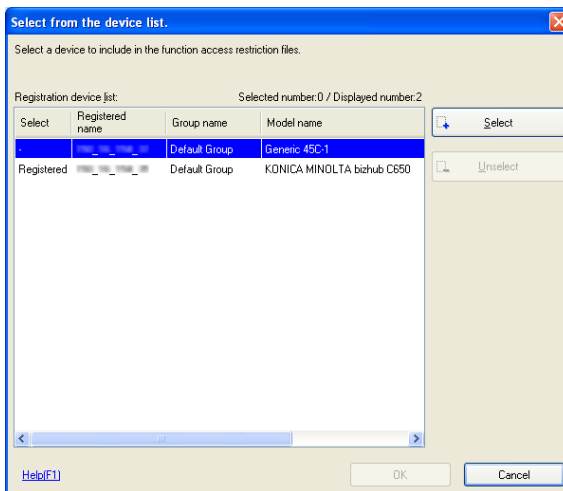 Select from the device list.
Select a device to include in the function access restriction files.
Registration device list: Selected number:0 / Displayed number:2
Select Registered name Group name Model name
- Default Group Generic 45C-1
Registered Default Group KONICA MINOLTA bizhub C650
Select
Unselect
Help(F1)
OK
Cancel